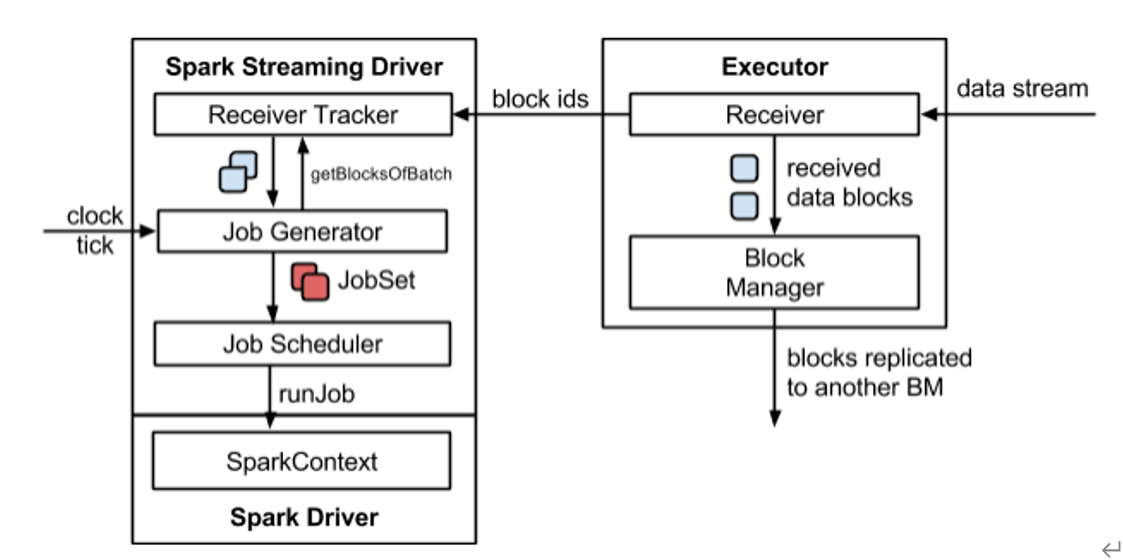 Spark Streaming Driver
Receiver Tracker
getBlocksOfBatch
clock
tick
Job Generator
JobSet
Job Scheduler
runJob
SparkContext
Spark Driver
block ids
Executor
data stream
Receiver
received
data blocks
Block
Manager
blocks replicated
to another BM